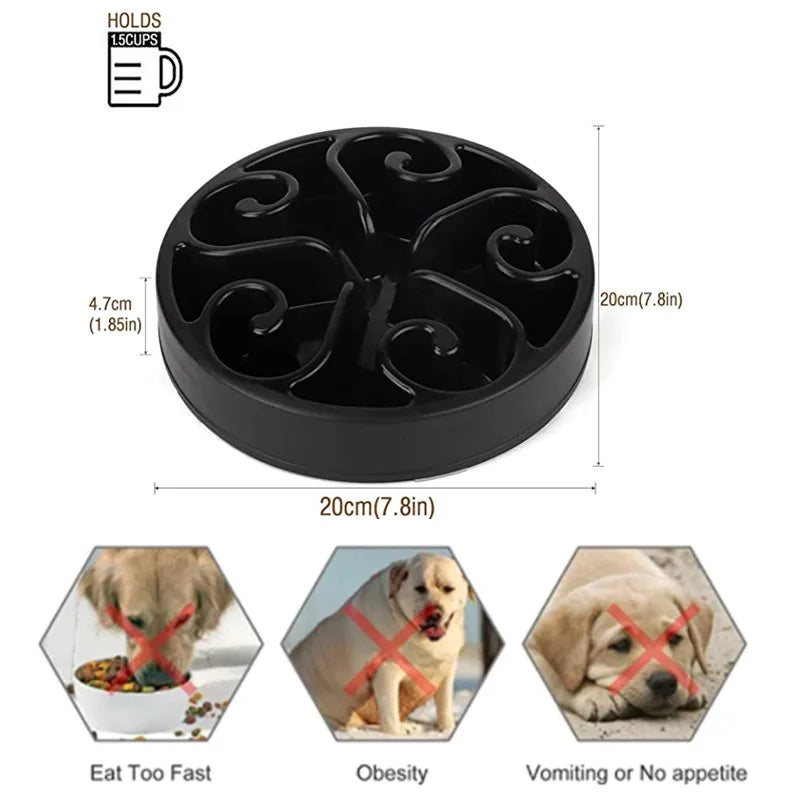 HOLDS
1.5CUPS
4.7cm
(1.85in)
20cm(7.8in)
20cm(7.8in)
Eat Too Fast
Obesity
Vomiting or No appetite